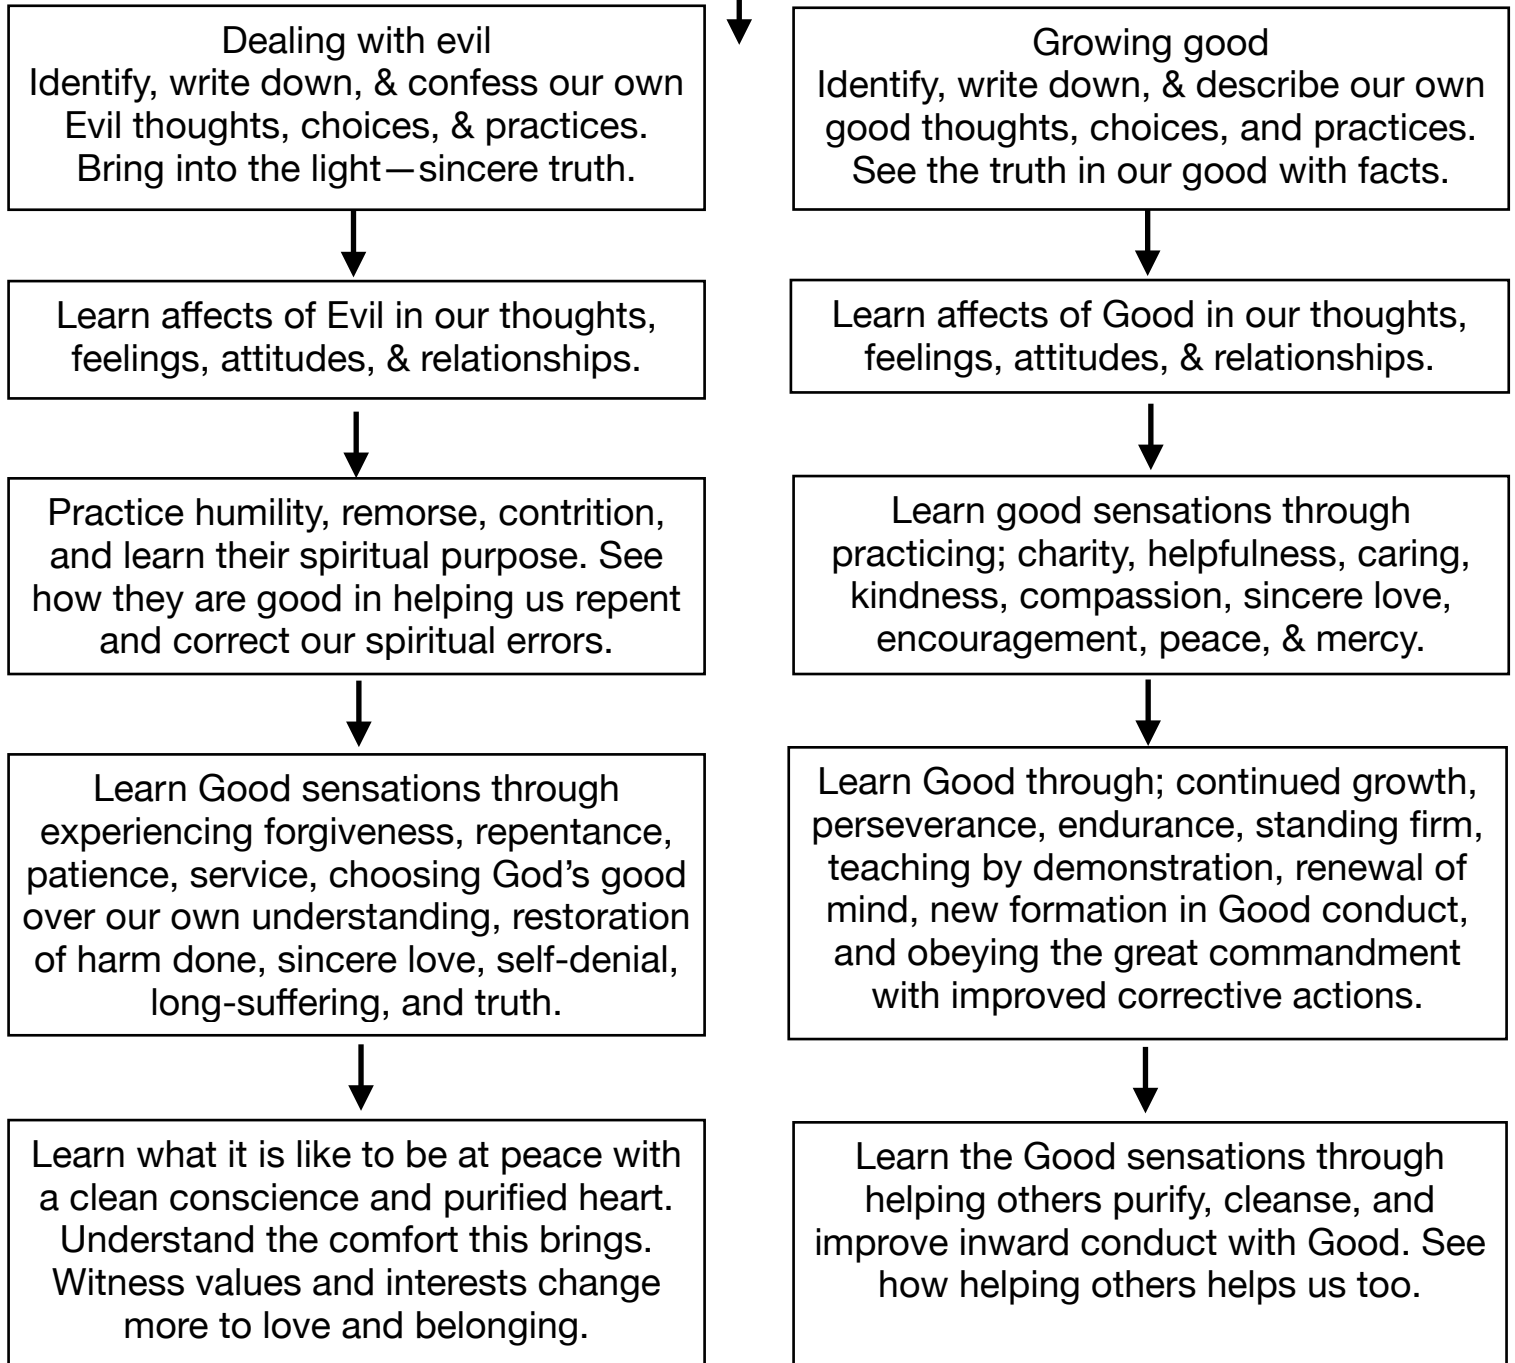 Dealing with evil
Identify, write down, & confess our own
Evil thoughts, choices, & practices.
Bring into the light—sincere truth.
Learn affects of Evil in our thoughts,
feelings, attitudes, & relationships.
Practice humility, remorse, contrition,
and learn their spiritual purpose. See
how they are good in helping us repent
and correct our spiritual errors.
Learn Good sensations through
experiencing forgiveness, repentance,
patience, service, choosing God’s good
over our own understanding, restoration
of harm done, sincere love, self-denial,
long-suffering, and truth.
Learn what it is like to be at peace with
a clean conscience and purified heart.
Understand the comfort this brings.
Witness values and interests change
more to love and belonging.
Growing good
Identify, write down, & describe our own
good thoughts, choices, and practices.
See the truth in our good with facts.
Learn affects of Good in our thoughts,
feelings, attitudes, & relationships.
Learn good sensations through
practicing; charity, helpfulness, caring,
kindness, compassion, sincere love,
encouragement, peace, & mercy.
Learn Good through; continued growth,
perseverance, endurance, standing firm,
teaching by demonstration, renewal of
mind, new formation in Good conduct,
and obeying the great commandment
with improved corrective actions.
Learn the Good sensations through
helping others purify, cleanse, and
improve inward conduct with Good. See
how helping others helps us too.